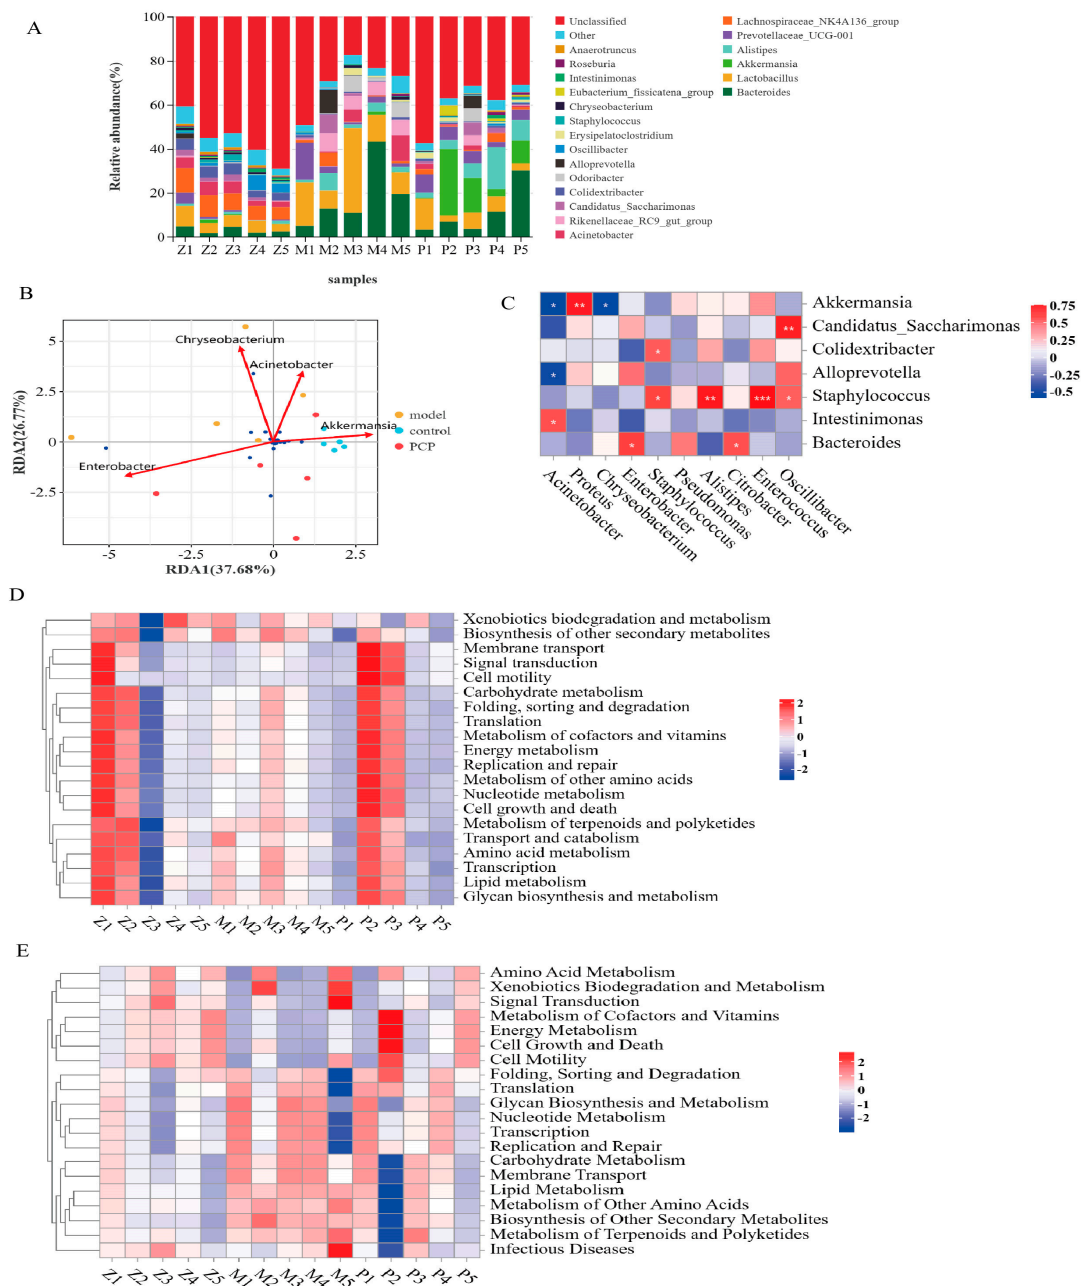 A
Relative abundance(%)
100
80
60
40
20
0
Z1 Z2 Z3 Z4 Z5 M1 M2 M3 M4 M5 P1 P2 P3 P4 P5
samples
Unclassified
Other
Anaerotruncus
Roseburia
Intestinimonas
Eubacterium_fissicatena_group
Chryseobacterium
Staphylococcus
Erysipelatoclostridium
Oscillibacter
Alloprevotella
Odoribacter
Colidextribacter
Candidatus_Saccharimonas
Rikenellaceae_RC9_gut_group
Acinetobacter
Lachnospiraceae_NK4A136_group
Prevotellaceae_UCG-001
Alistipes
Akkermansia
Lactobacillus
Bacteroides
B
RDA2(26.77%)
5
2.5
0
-2.5
Chryseobacterium
Acinetobacter
Akkermansia
Enterobacter
-5 -2.5 0 2.5
RDA1(37.68%)
model
control
PCP
C
* ** *
**
*
*
* ** *** *
*
* *
Akkermansia
Candidatus_Saccharimonas
Colidextribacter
Alloprevotella
Staphylococcus
Intestinimonas
Bacteroides
Acinetobacter
Proteus
Chryseobacterium
Enterobacter
Staphylococcus
Pseudomonas
Alistipes
Citrobacter
Enterococcus
Oscillibacter
0.75
0.5
0.25
0
-0.25
-0.5
D
Xenobiotics biodegradation and metabolism
Biosynthesis of other secondary metabolites
Membrane transport
Signal transduction
Cell motility
Carbohydrate metabolism
Folding, sorting and degradation
Translation
Metabolism of cofactors and vitamins
Energy metabolism
Replication and repair
Metabolism of other amino acids
Nucleotide metabolism
Cell growth and death
Metabolism of terpenoids and polyketides
Transport and catabolism
Amino acid metabolism
Transcription
Lipid metabolism
Glycan biosynthesis and metabolism
Z1 Z2 Z3 Z4 Z5 M1 M2 M3 M4 M5 P1 P2 P3 P4 P5
2
1
0
-1
-2
E
Amino Acid Metabolism
Xenobiotics Biodegradation and Metabolism
Signal Transduction
Metabolism of Cofactors and Vitamins
Energy Metabolism
Cell Growth and Death
Cell Motility
Folding, Sorting and Degradation
Translation
Glycan Biosynthesis and Metabolism
Nucleotide Metabolism
Transcription
Replication and Repair
Carbohydrate Metabolism
Membrane Transport
Lipid Metabolism
Metabolism of Other Amino Acids
Biosynthesis of Other Secondary Metabolites
Metabolism of Terpenoids and Polyketides
Infectious Diseases
Z1 Z2 Z3 Z4 Z5 M1 M2 M3 M4 M5 P1 P2 P3 P4 P5
2
1
0
-1
-2